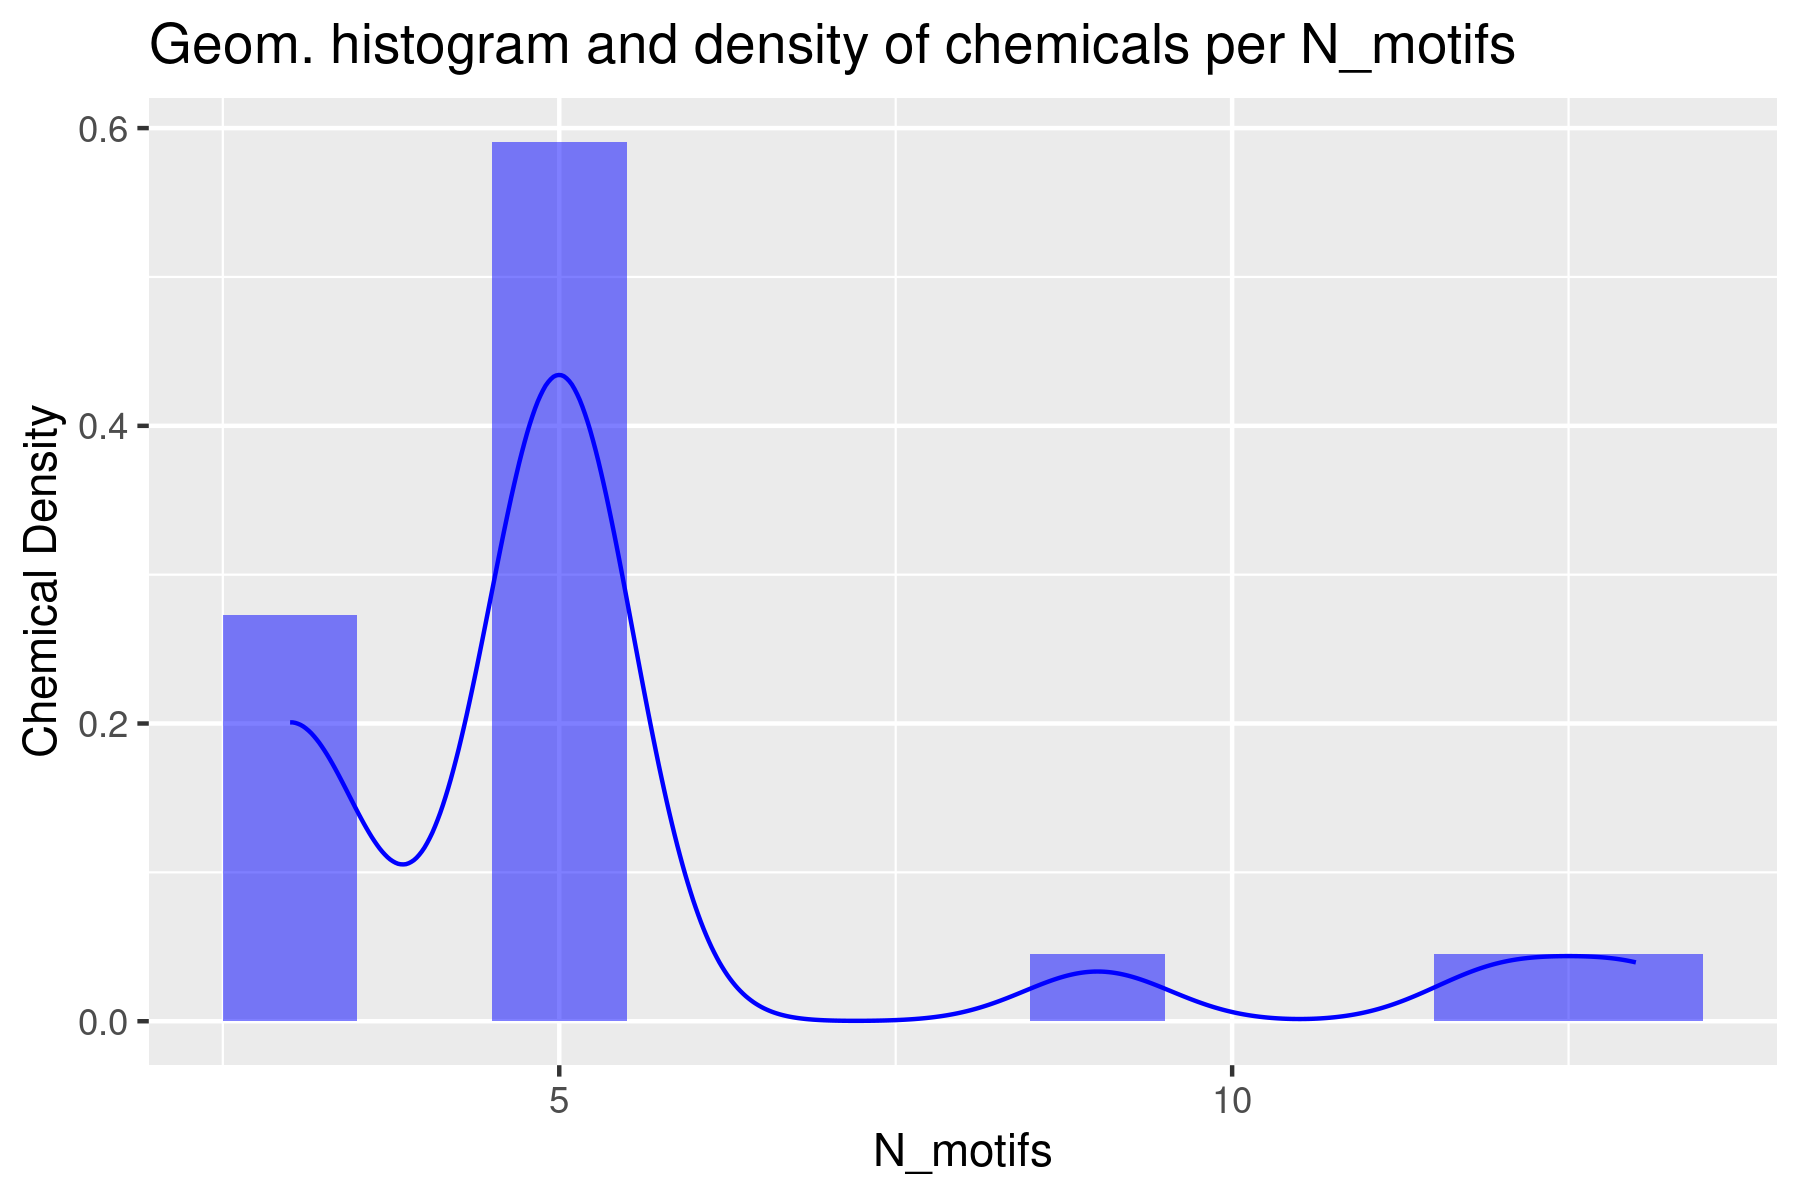 Geom. histogram and density of chemicals per N_motifs
Chemical Density
0.6
0.4
0.2
0.0
5
10
N_motifs